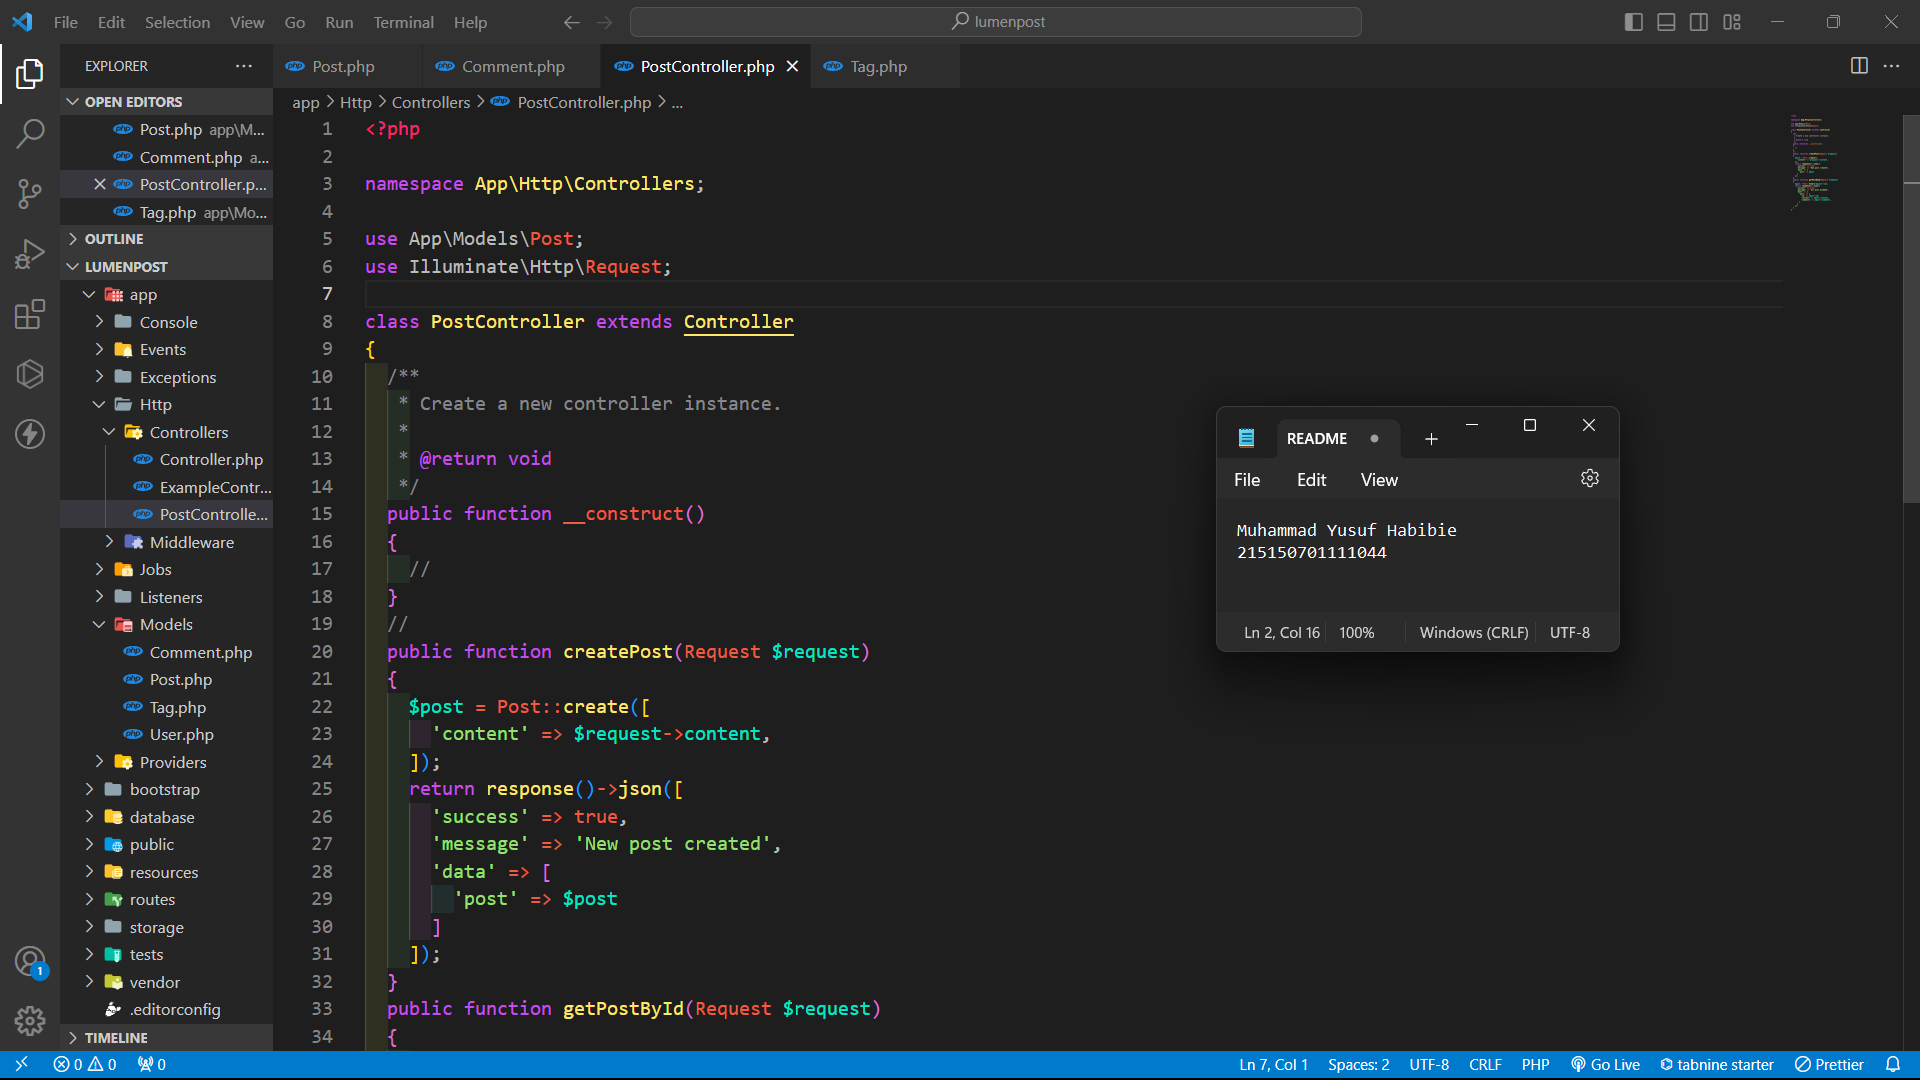 File Edit Selection View Go Run Terminal Help
lumenpost
EXPLORER
OPEN EDITORS
Post.php app\M...
Comment.php a...
PostController.p...
Tag.php app\Mo...
OUTLINE
LUMENPOST
app
Console
Events
Exceptions
Http
Controllers
Controller.php
ExampleContr...
PostControlle...
Middleware
Jobs
Listeners
Models
Comment.php
Post.php
Tag.php
User.php
Providers
bootstrap
database
public
resources
routes
storage
tests
vendor
.editorconfig
TIMELINE
Post.php Comment.php PostController.php Tag.php
app > Http > Controllers > PostController.php > ...
1 <?php
2
3 namespace App\Http\Controllers;
4
5 use App\Models\Post;
6 use Illuminate\Http\Request;
7
8 class PostController extends Controller
9 {
10 /**
11 * Create a new controller instance.
12 *
13 * @return void
14 */
15 public function __construct()
16 {
17 //
18 }
19 //
20 public function createPost(Request $request)
21 {
22 $post = Post::create([
23 'content' => $request->content,
24 ]);
25 return response()->json([
26 'success' => true,
27 'message' => 'New post created',
28 'data' => [
29 'post' => $post
30 ]
31 ]);
32 }
33 public function getPostById(Request $request)
34 {
README
File Edit View
Muhammad Yusuf Habibie
215150701111044
Ln 2, Col 16 100% Windows (CRLF) UTF-8
1
0 0 0 Ln 7, Col 1 Spaces: 2 UTF-8 CRLF PHP Go Live tabnine starter Prettier